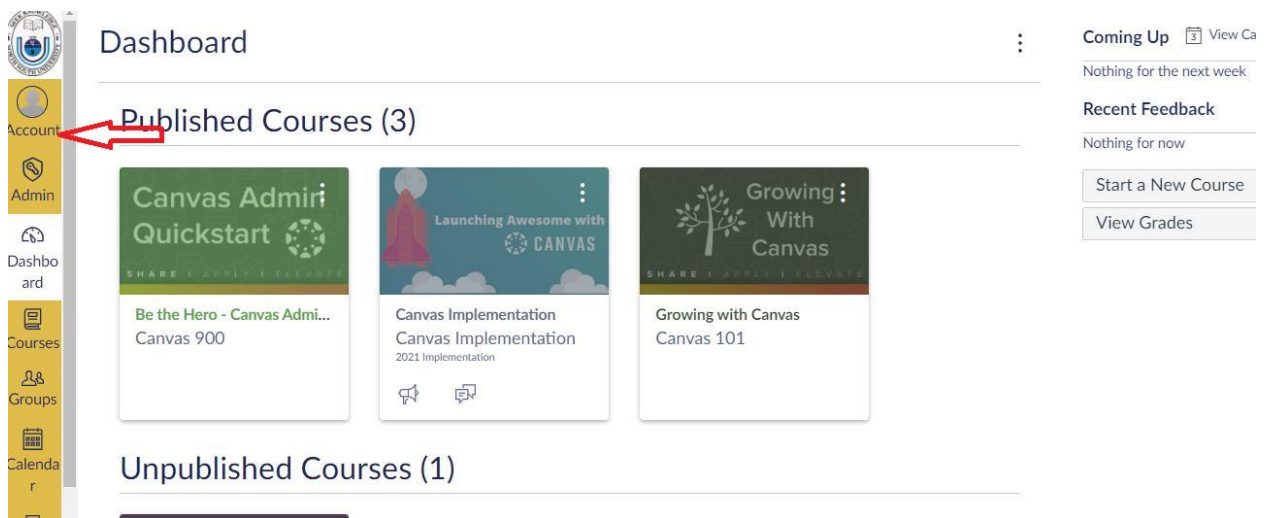 Dashboard
Coming Up
3
View Ca
Nothing for the next week
Recent Feedback
Nothing for now
Start a New Course
View Grades
Account
Admin
Dashbo
ard
Courses
Groups
Calenda
r
Published Courses (3)
Canvas Admin
Quickstart
SHARE | APPLY | ELEVATE
Be the Hero - Canvas Admi...
Canvas 900
Launching Awesome with
CANVAS
Canvas Implementation
Canvas Implementation
2021 Implementation
Growing
With
Canvas
SHARE | APPLY | ELEVATE
Growing with Canvas
Canvas 101
Unpublished Courses (1)